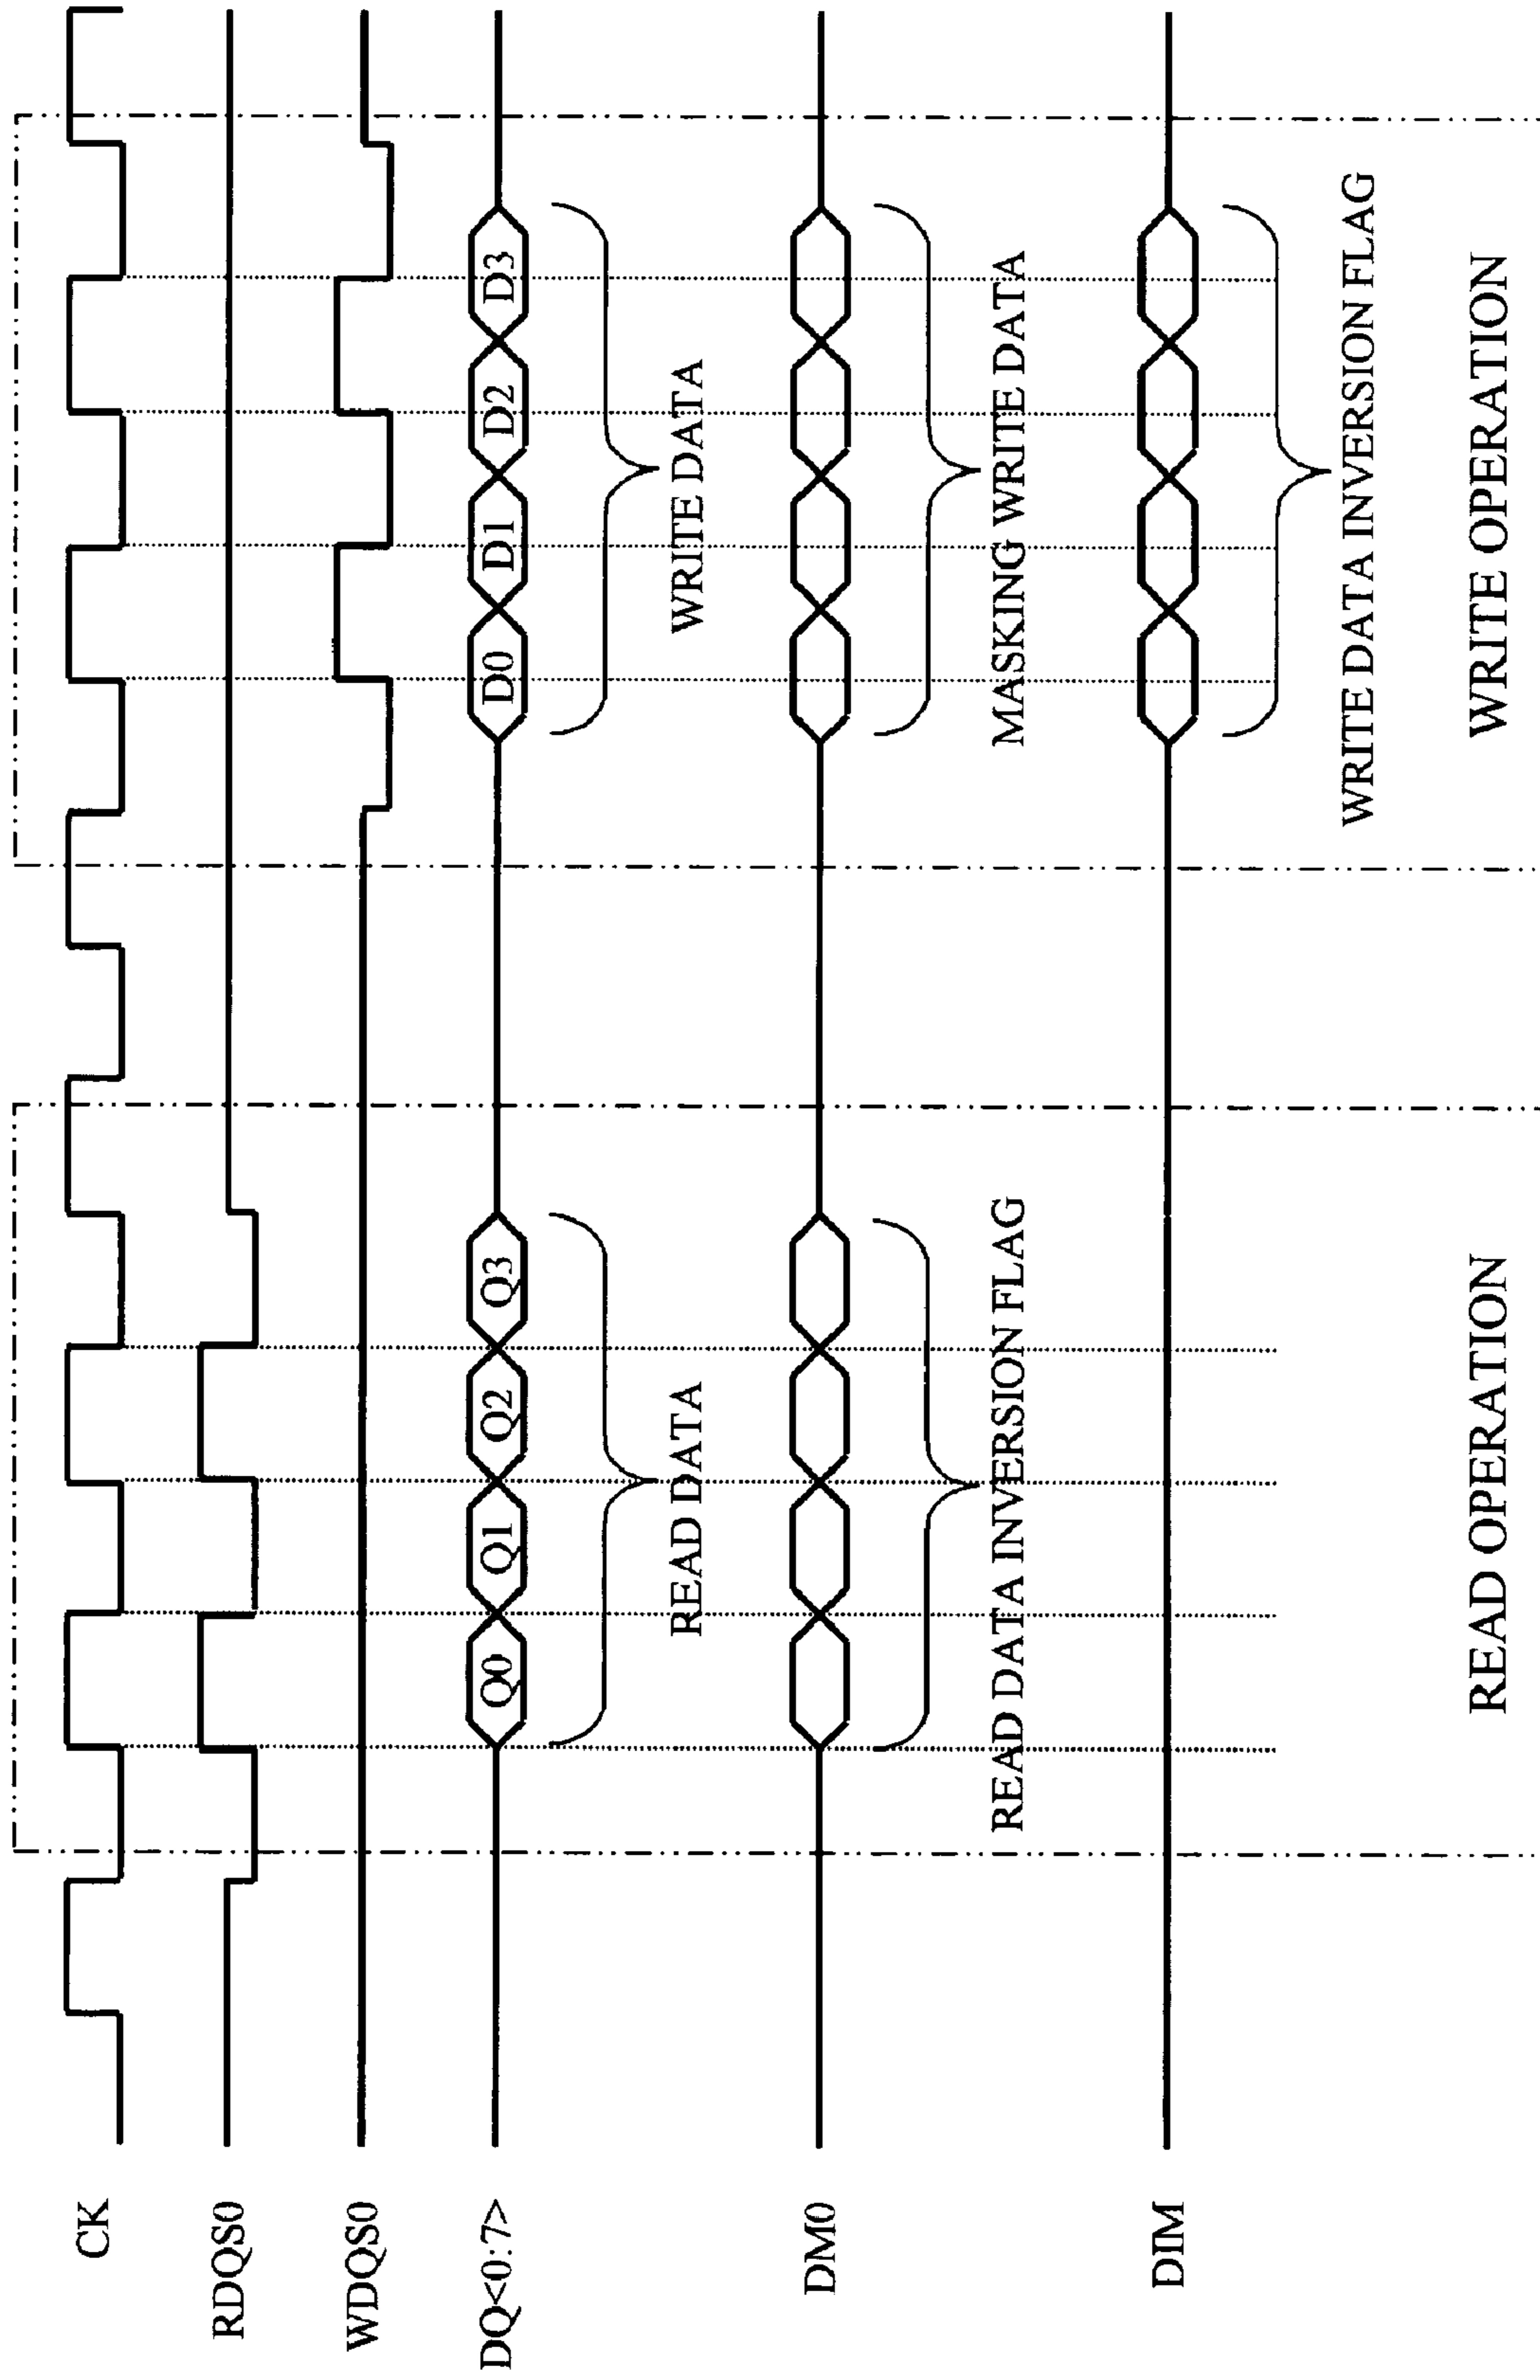 CK
RDQS0
WDQS0
DQ<0:7>
Q0 Q1 Q2 Q3 D0 D1 D2 D3
READ DATA
WRITE DATA
DM0
READ DATA INVERSION FLAG
MASKING WRITE DATA
DIM
WRITE DATA INVERSION FLAG
READ OPERATION
WRITE OPERATION